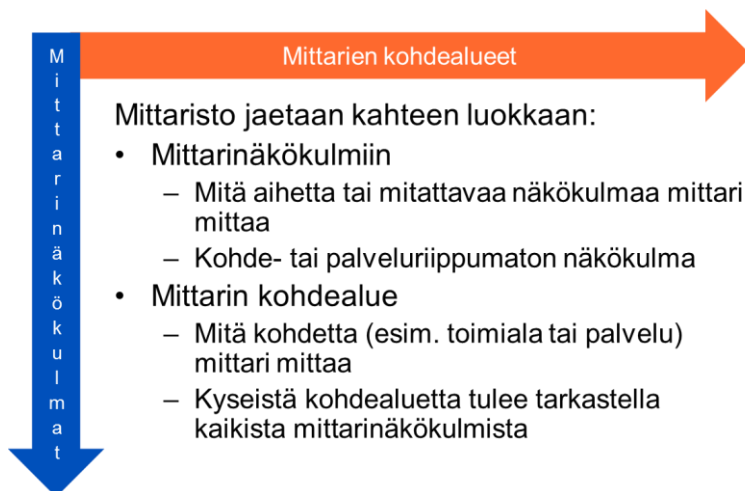 Mittarien kohdealueet
Mittarinäkökulmat
Mittaristo jaetaan kahteen luokkaan:
• Mittarinäkökulmiin
– Mitä aihetta tai mitattavaa näkökulmaa mittari
mittaa
– Kohde- tai palveluriippumaton näkökulma
• Mittarin kohdealue
– Mitä kohdetta (esim. toimiala tai palvelu)
mittari mittaa
– Kyseistä kohdealuetta tulee tarkastella
kaikista mittarinäkökulmista